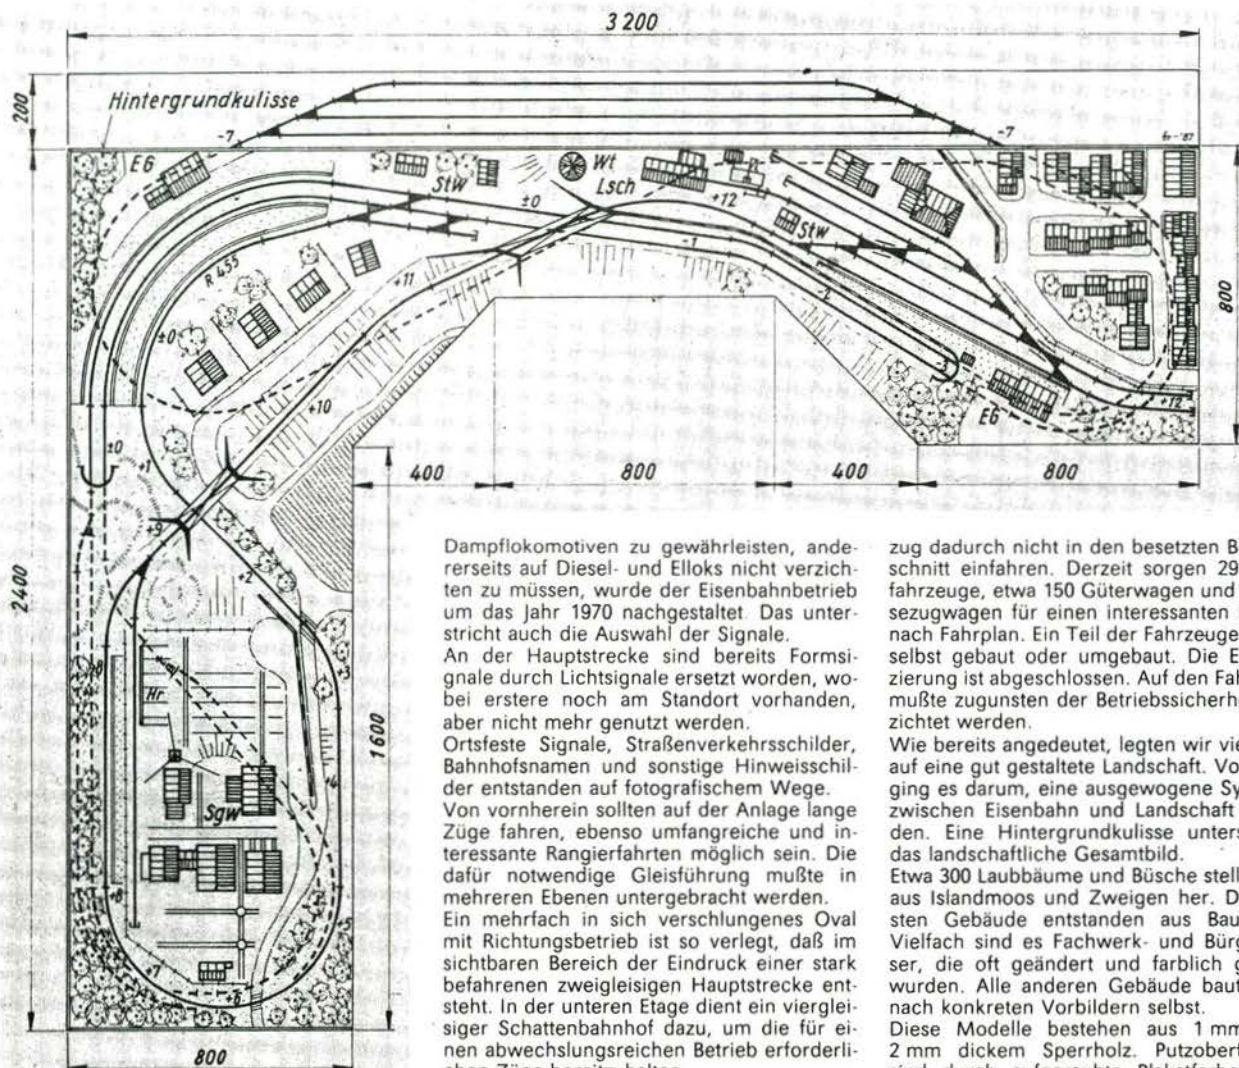 3 200
200
Hintergrundkulisse
-7
-7
E6
Stw
±0
Wt
Lsch
+12
Stw
-1
-2
R 455
±0
+11
+10
800
E6
+12
400
800
400
800
±0
+1
+9
+2
2400
1600
+8
Hr
+4
Sgw
+8
+7
+6
800
Dampflokomotiven zu gewährleisten, ande-
rerseits auf Diesel- und Elloks nicht verzich-
ten zu müssen, wurde der Eisenbahnbetrieb
um das Jahr 1970 nachgestaltet. Das unter-
stricht auch die Auswahl der Signale.
An der Hauptstrecke sind bereits Formsi-
gnale durch Lichtsignale ersetzt worden, wo-
bei erstere noch am Standort vorhanden,
aber nicht mehr genutzt werden.
Ortsfeste Signale, Straßenverkehrsschilder,
Bahnhofsnamen und sonstige Hinweisschil-
der entstanden auf fotografischem Wege.
Von vornherein sollten auf der Anlage lange
Züge fahren, ebenso umfangreiche und in-
teressante Rangierfahrten möglich sein. Die
dafür notwendige Gleisführung mußte in
mehreren Ebenen untergebracht werden.
Ein mehrfach in sich verschlungenes Oval
mit Richtungsbetrieb ist so verlegt, daß im
sichtbaren Bereich der Eindruck einer stark
befahrenen zweigleisigen Hauptstrecke ent-
steht. In der unteren Etage dient ein vierglei-
siger Schattenbahnhof dazu, um die für ei-
nen abwechslungsreichen Betrieb erforderli-
zug dadurch nicht in den besetzten B
schnitt einfahren. Derzeit sorgen 29
fahrzeuge, etwa 150 Güterwagen und
sezugwagen für einen interessanten
nach Fahrplan. Ein Teil der Fahrzeuge
selbst gebaut oder umgebaut. Die E
zierung ist abgeschlossen. Auf den Fah
mußte zugunsten der Betriebssicherhe
zichtet werden.
Wie bereits angedeutet, legten wir vie
auf eine gut gestaltete Landschaft. Vo
ging es darum, eine ausgewogene Sy
zwischen Eisenbahn und Landschaft
den. Eine Hintergrundkulisse unters
das landschaftliche Gesamtbild.
Etwa 300 Laubbäume und Büsche stell
aus Islandmoos und Zweigen her. D
sten Gebäude entstanden aus Bau
Vielfach sind es Fachwerk- und Bürg
ser, die oft geändert und farblich g
wurden. Alle anderen Gebäude bauf
nach konkreten Vorbildern selbst.
Diese Modelle bestehen aus 1 mm
2 mm dickem Sperrholz. Putzoberf